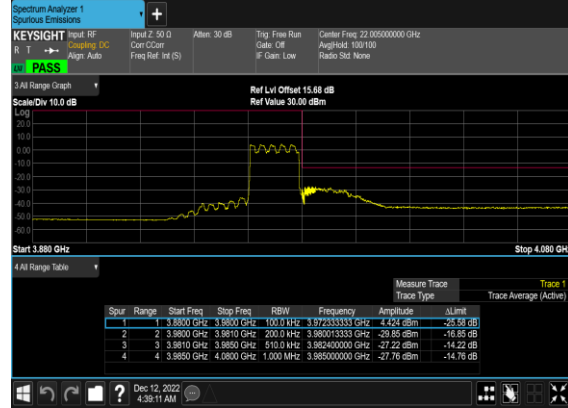 Spectrum Analyzer 1
Spurious Emissions
KEYSIGHT Input: RF Input Z: 50 Ω Atten: 30 dB Trig: Free Run Center Freq: 22.005000000 GHz
R T Coupling: DC Corr CCorr Gate: Off Avg|Hold: 100/100
Align: Auto Freq Ref: Int (S) IF Gain: Low Radio Std: None
PASS
3 All Range Graph
Ref Lvl Offset 15.68 dB
Scale/Div 10.0 dB Ref Value 30.00 dBm
Log
20.0
10.0
0.00
-10.0
-20.0
-30.0
-40.0
-50.0
-60.0
Start 3.880 GHz Stop 4.080 GH
4 All Range Table
Measure Trace Trace 1
Trace Type Trace Average (Active)
Spur Range Start Freq Stop Freq RBW Frequency Amplitude ΔLimit
1 1 3.8800 GHz 3.9800 GHz 100.0 kHz 3.972333333 GHz 4.424 dBm -25.58 dB
2 2 3.9800 GHz 3.9810 GHz 200.0 kHz 3.980013333 GHz -29.85 dBm -16.85 dB
3 3 3.9810 GHz 3.9850 GHz 510.0 kHz 3.982400000 GHz -27.22 dBm -14.22 dB
4 4 3.9850 GHz 4.0800 GHz 1.000 MHz 3.985000000 GHz -27.76 dBm -14.76 dB
Dec 12, 2022
4:39:11 AM